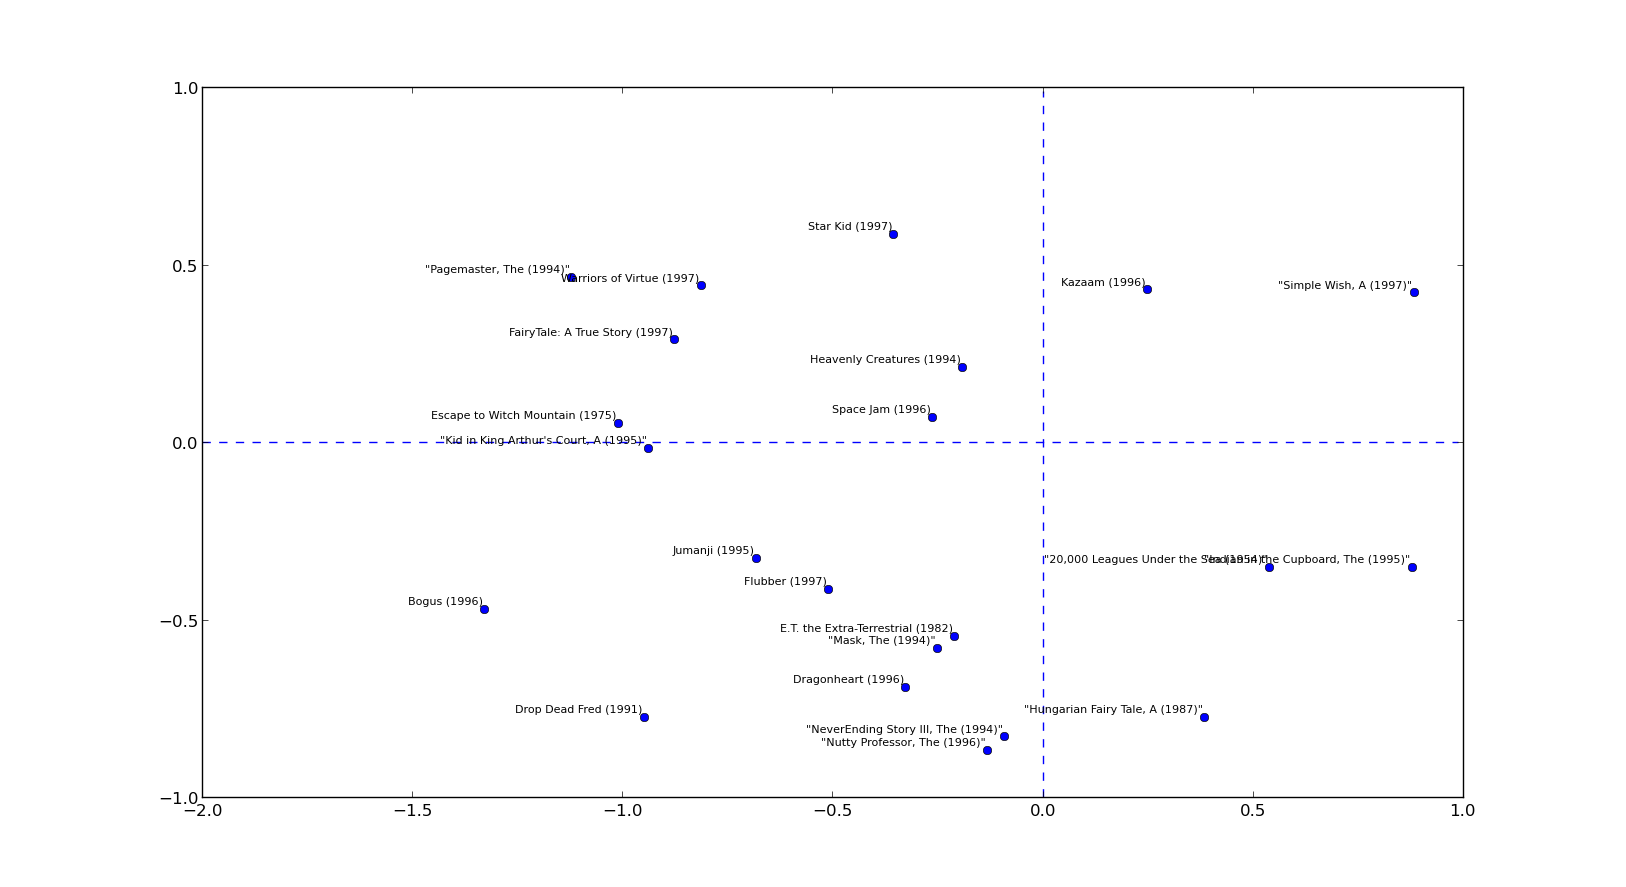 1.0
Star Kid (1997)
0.5
"Pagemaster, The (1994)"
Warriors of Virtue (1997)
Kazaam (1996)
"Simple Wish, A (1997)"
FairyTale: A True Story (1997)
Heavenly Creatures (1994)
Space Jam (1996)
Escape to Witch Mountain (1975)
0.0
"Kid in King Arthur's Court, A (1995)"
Jumanji (1995)
"20,000 Leagues Under the Sea (1954)"
"Indian in the Cupboard, The (1995)"
Flubber (1997)
Bogus (1996)
−0.5
E.T. the Extra-Terrestrial (1982)
"Mask, The (1994)"
Dragonheart (1996)
Drop Dead Fred (1991)
"Hungarian Fairy Tale, A (1987)"
"NeverEnding Story III, The (1994)"
"Nutty Professor, The (1996)"
−1.0
−2.0 −1.5 −1.0 −0.5 0.0 0.5 1.0